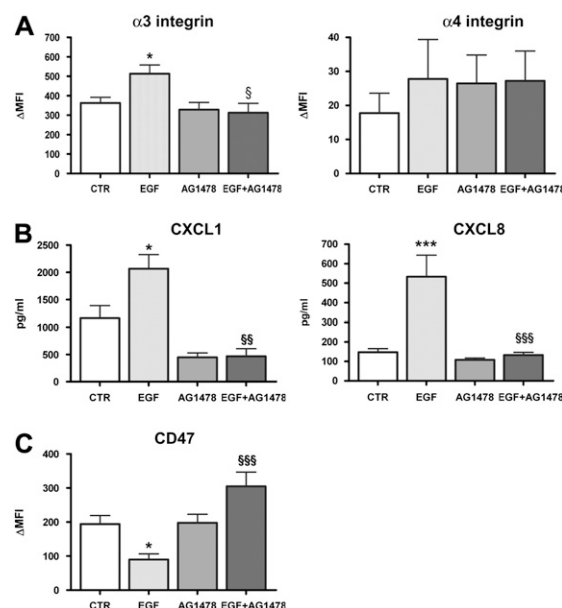 A
α3 integrin
ΔMFI
700
600
500
400
300
200
100
0
*
§
CTR
EGF
AG1478
EGF+AG1478
α4 integrin
ΔMFI
40
30
20
10
0
CTR
EGF
AG1478
EGF+AG1478
B
CXCL1
pg/ml
2500
2000
1500
1000
500
0
*
§§
CTR
EGF
AG1478
EGF+AG1478
CXCL8
pg/ml
700
600
500
400
300
200
100
0
***
§§§
CTR
EGF
AG1478
EGF+AG1478
C
CD47
ΔMFI
400
300
200
100
0
*
§§§
CTR
EGF
AG1478
EGF+AG1478